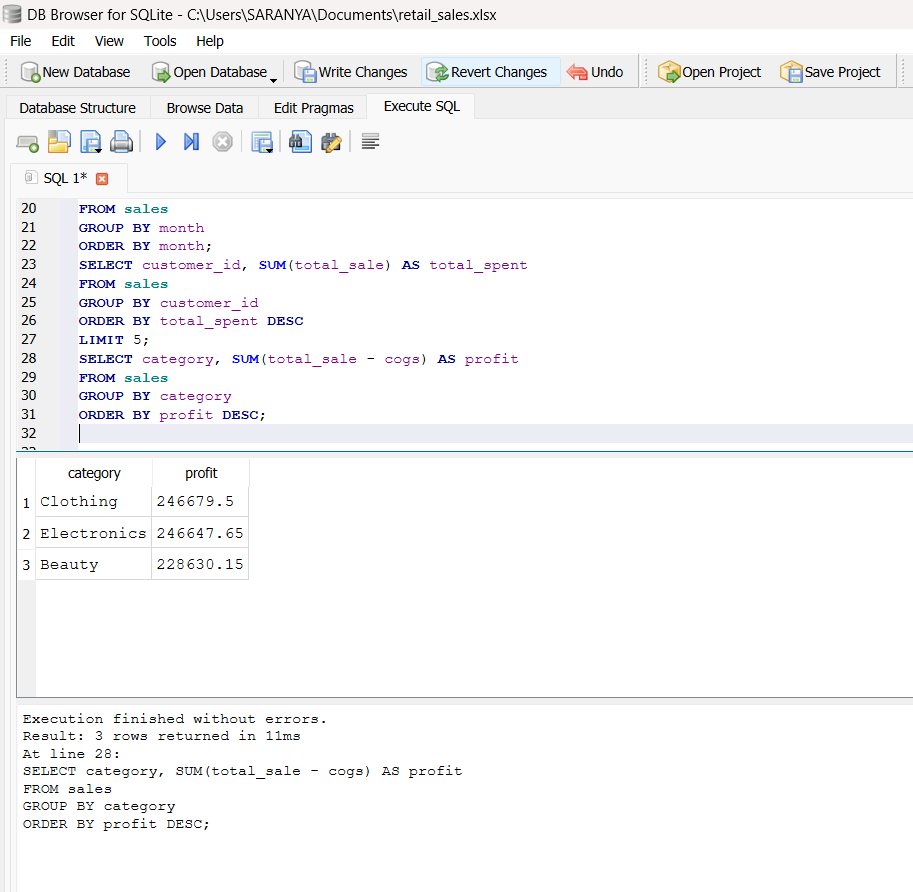 DB Browser for SQLite - C:\Users\SARANYA\Documents\retail_sales.xlsx
File Edit View Tools Help
New Database Open Database Write Changes Revert Changes Undo Open Project Save Project
Database Structure Browse Data Edit Pragmas Execute SQL
SQL 1*
20 FROM sales
21 GROUP BY month
22 ORDER BY month;
23 SELECT customer_id, SUM(total_sale) AS total_spent
24 FROM sales
25 GROUP BY customer_id
26 ORDER BY total_spent DESC
27 LIMIT 5;
28 SELECT category, SUM(total_sale - cogs) AS profit
29 FROM sales
30 GROUP BY category
31 ORDER BY profit DESC;
32
category profit
1 Clothing 246679.5
2 Electronics 246647.65
3 Beauty 228630.15
Execution finished without errors.
Result: 3 rows returned in 11ms
At line 28:
SELECT category, SUM(total_sale - cogs) AS profit
FROM sales
GROUP BY category
ORDER BY profit DESC;